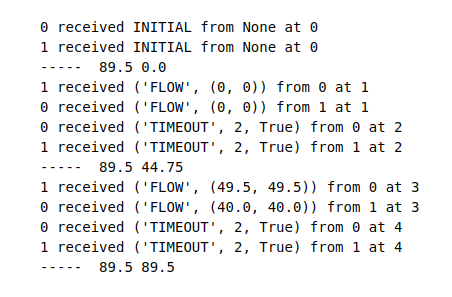 0 received INITIAL from None at 0
1 received INITIAL from None at 0
-----  89.5 0.0
1 received ('FLOW', (0, 0)) from 0 at 1
0 received ('FLOW', (0, 0)) from 1 at 1
0 received ('TIMEOUT', 2, True) from 0 at 2
1 received ('TIMEOUT', 2, True) from 1 at 2
-----  89.5 44.75
1 received ('FLOW', (49.5, 49.5)) from 0 at 3
0 received ('FLOW', (40.0, 40.0)) from 1 at 3
0 received ('TIMEOUT', 2, True) from 0 at 4
1 received ('TIMEOUT', 2, True) from 1 at 4
-----  89.5 89.5